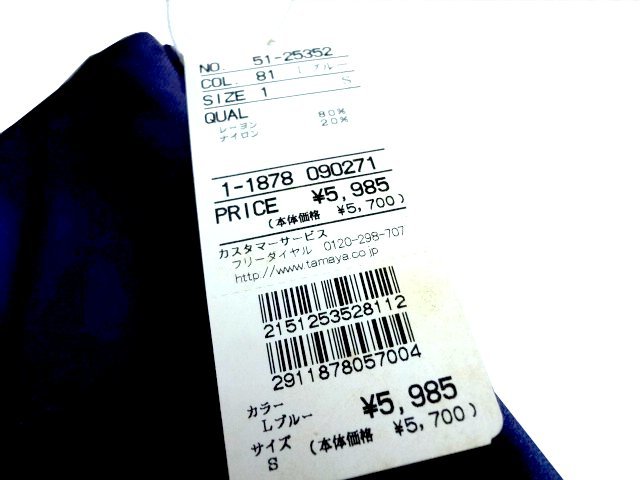 NO. 51-25352
COL. 81 Lブルー
SIZE 1 S
QUAL
レーヨン 80%
ナイロン 20%
1-1878 090271
PRICE ¥5,985
(本体価格 ¥5,700)
カスタマーサービス
フリーダイヤル 0120-298-707
http://www.tamaya.co.jp
2151253528112
2911878057004
カラー ¥5,985
Lブルー (本体価格 ¥5,700)
サイズ
S